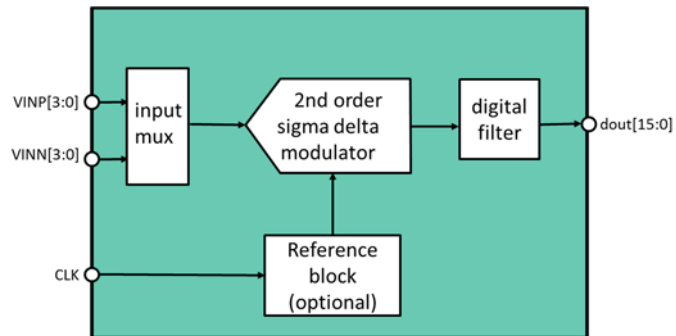 VINP[3:0]
VINN[3:0]
input
mux
2nd order
sigma delta
modulator
digital
filter
dout[15:0]
CLK
Reference
block
(optional)